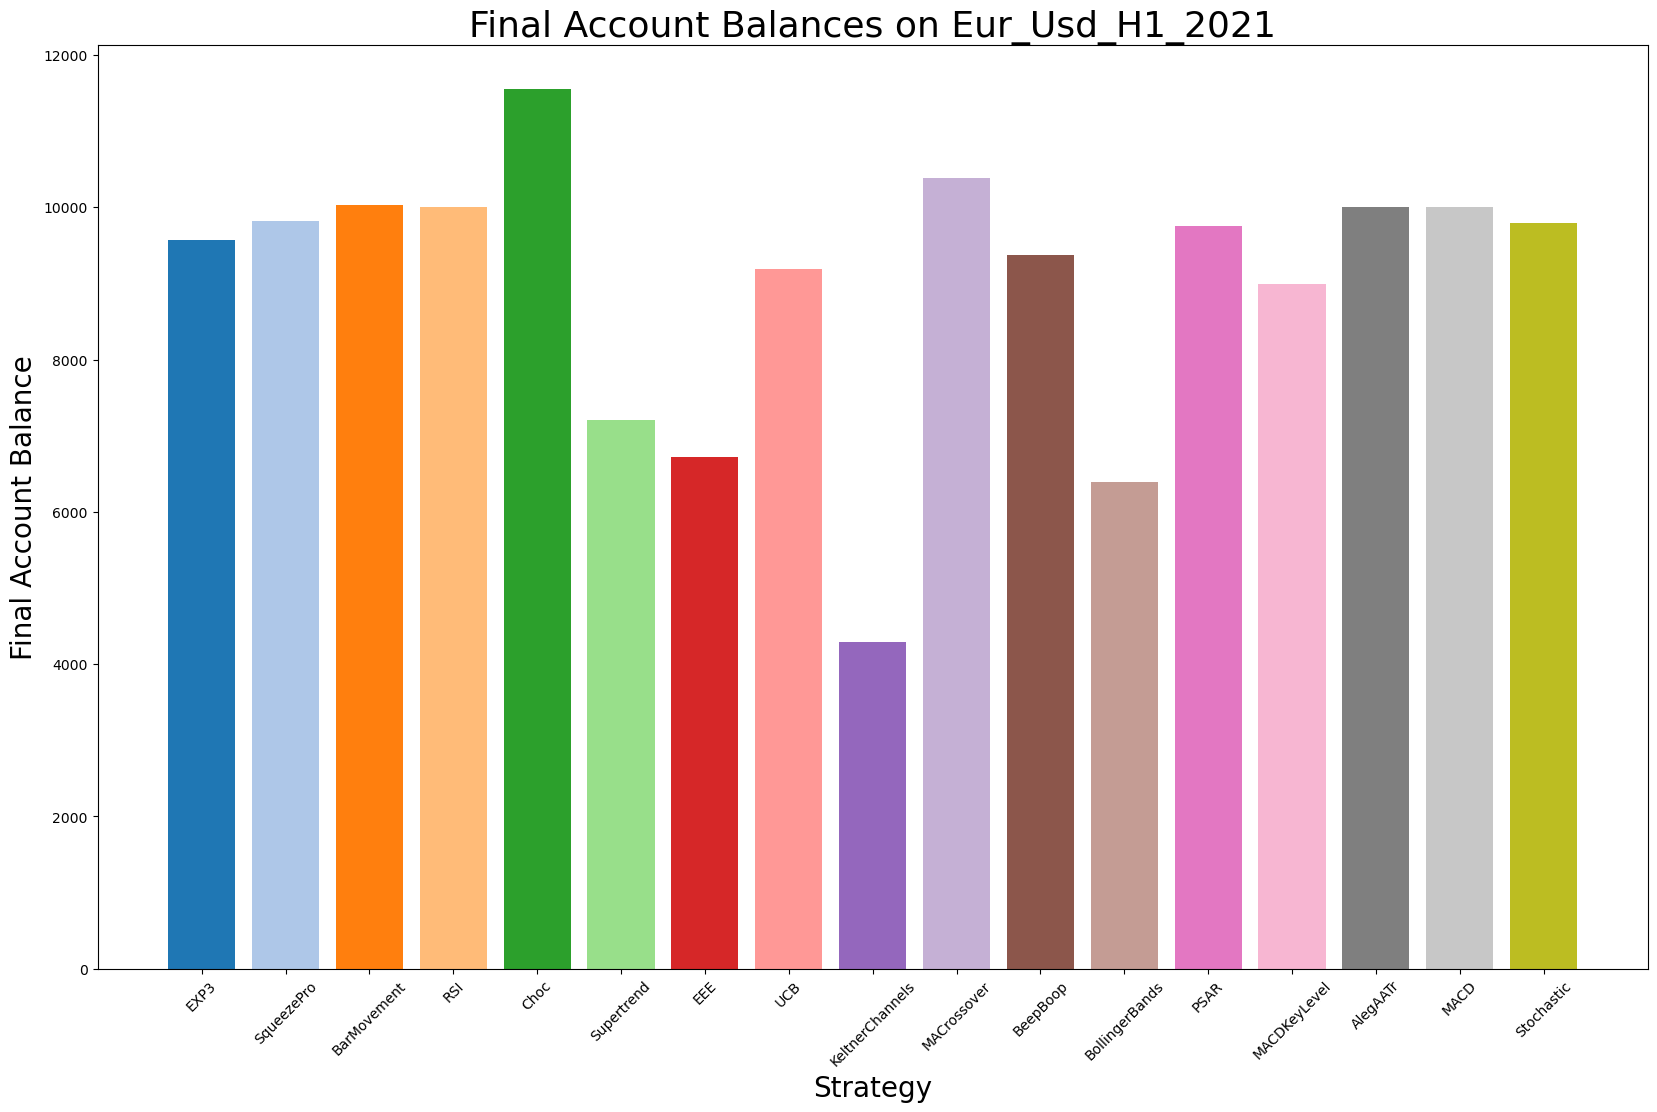 Final Account Balances on Eur_Usd_H1_2021
Final Account Balance
12000
10000
8000
6000
4000
2000
0
EXP3
SqueezePro
BarMovement
RSI
Choc
Supertrend
EEE
UCB
KeltnerChannels
MACrossover
BeepBoop
BollingerBands
PSAR
MACDKeyLevel
AlegAATr
MACD
Stochastic
Strategy